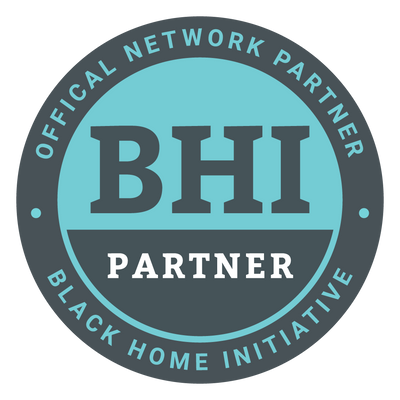 OFFICAL NETWORK PARTNER
BHI
PARTNER
BLACK HOME INITIATIVE